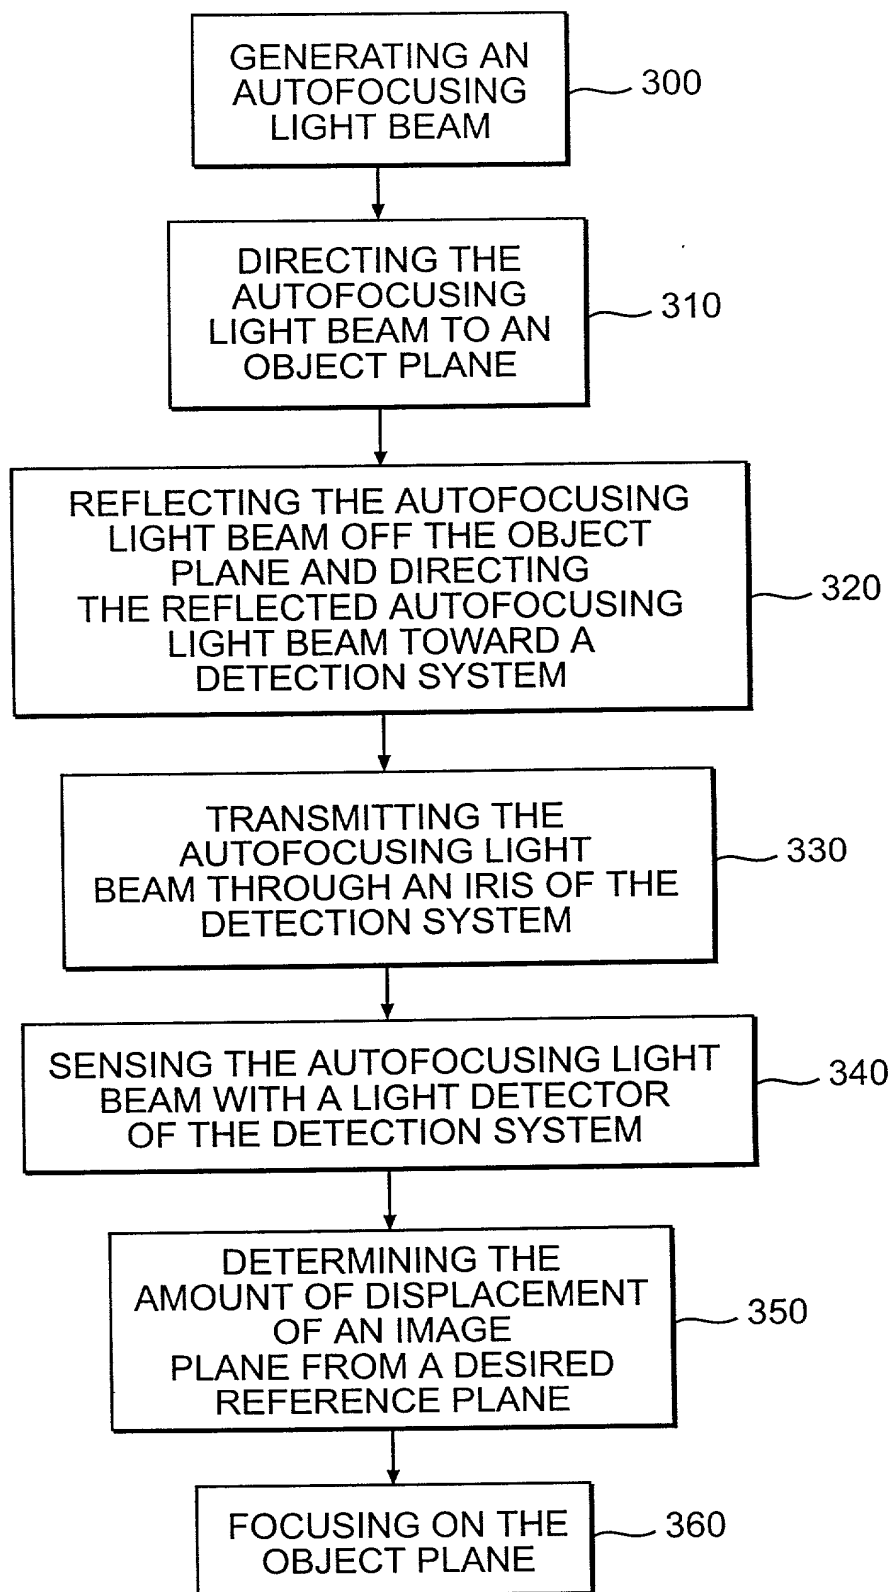 GENERATING AN
AUTOFOCUSING
LIGHT BEAM
300
DIRECTING THE
AUTOFOCUSING
LIGHT BEAM TO AN
OBJECT PLANE
310
REFLECTING THE AUTOFOCUSING
LIGHT BEAM OFF THE OBJECT
PLANE AND DIRECTING
THE REFLECTED AUTOFOCUSING
LIGHT BEAM TOWARD A
DETECTION SYSTEM
320
TRANSMITTING THE
AUTOFOCUSING LIGHT
BEAM THROUGH AN IRIS OF THE
DETECTION SYSTEM
330
SENSING THE AUTOFOCUSING LIGHT
BEAM WITH A LIGHT DETECTOR
OF THE DETECTION SYSTEM
340
DETERMINING THE
AMOUNT OF DISPLACEMENT
OF AN IMAGE
PLANE FROM A DESIRED
REFERENCE PLANE
350
FOCUSING ON THE
OBJECT PLANE
360